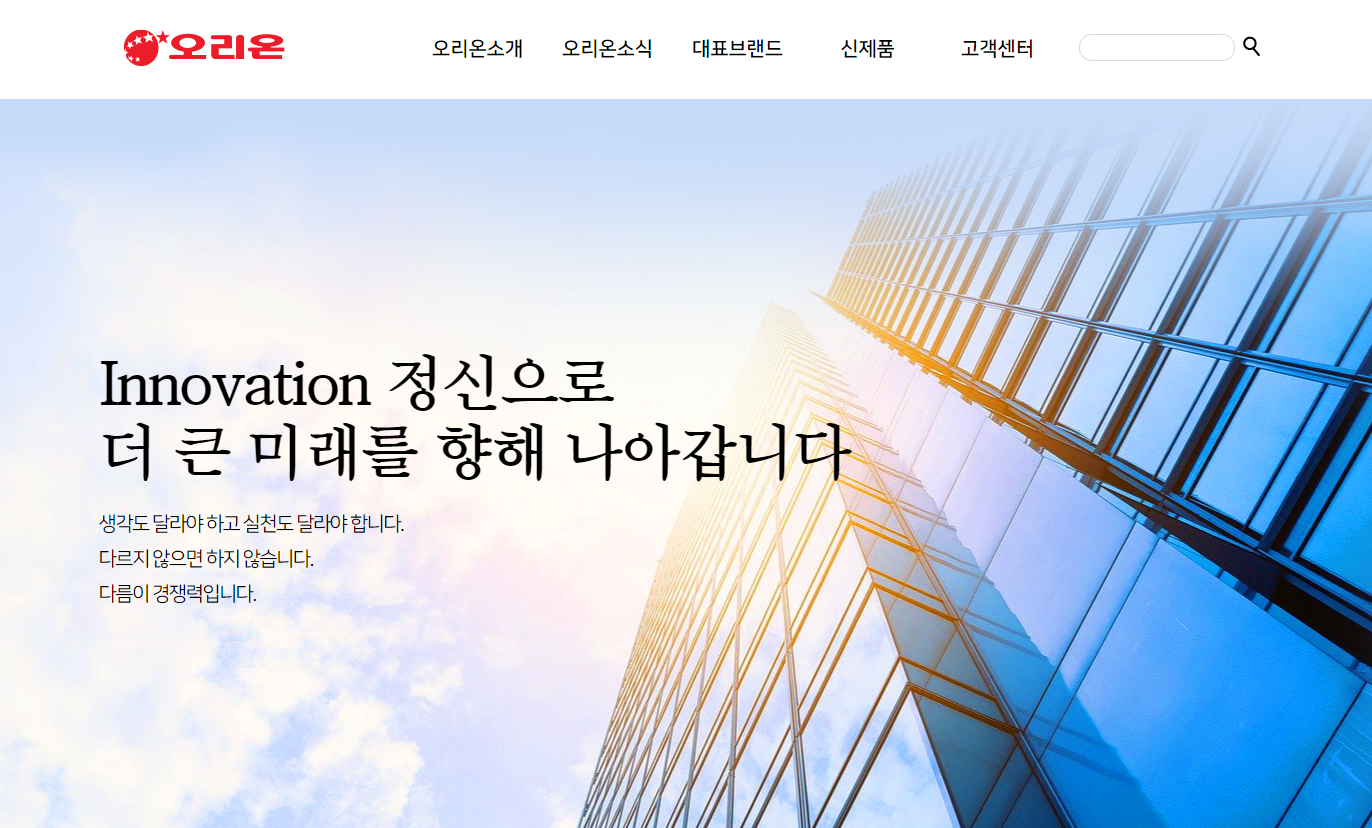 오리온
오리온소개 오리온소식 대표브랜드 신제품 고객센터
Innovation 정신으로
더 큰 미래를 향해 나아갑니다
생각도 달라야 하고 실천도 달라야 합니다.
다르지 않으면 하지 않습니다.
다름이 경쟁력입니다.